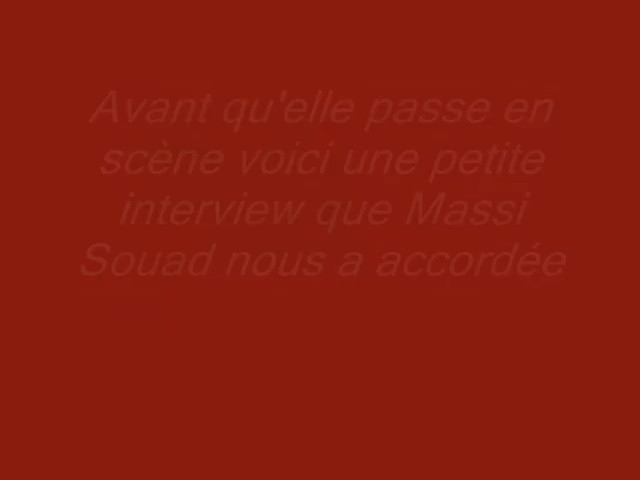 Avant qu'elle passe en
scène voici une petite
interview que Massi
Souad nous a accordée